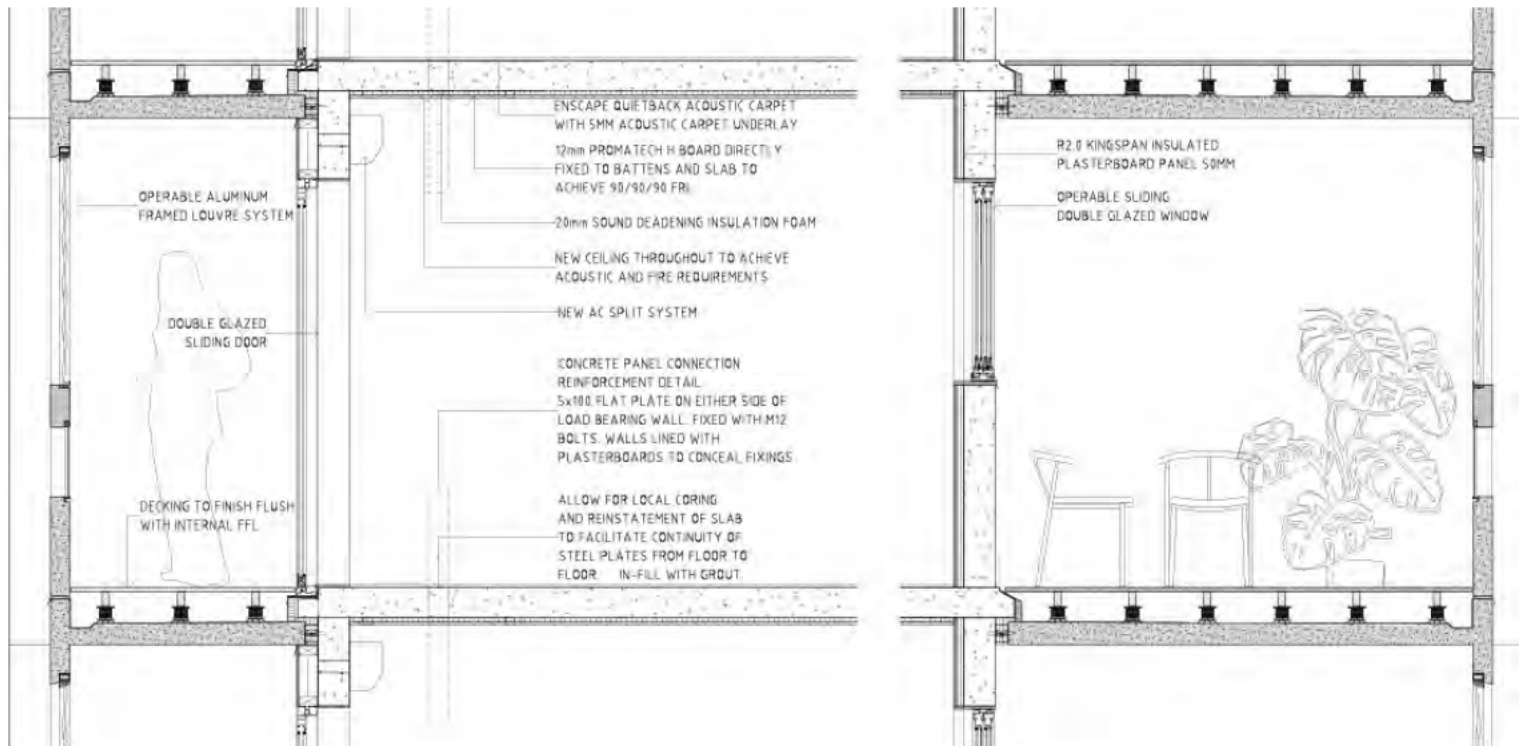 OPERABLE ALUMINUM
FRAMED LOUVRE SYSTEM
DOUBLE GLAZED
SLIDING DOOR
DECKING TO FINISH FLUSH
WITH INTERNAL FFL
ENSCAPE QUIETBACK ACOUSTIC CARPET
WITH 5MM ACOUSTIC CARPET UNDERLAY
12mm PROMATECH H BOARD DIRECTLY
FIXED TO BATTENS AND SLAB TO
ACHIEVE 90/90/90 FRL
20mm SOUND DEADENING INSULATION FOAM
NEW CEILING THROUGHOUT TO ACHIEVE
ACOUSTIC AND FIRE REQUIREMENTS
NEW AC SPLIT SYSTEM
CONCRETE PANEL CONNECTION
REINFORCEMENT DETAIL
5x100 FLAT PLATE ON EITHER SIDE OF
LOAD BEARING WALL. FIXED WITH M12
BOLTS. WALLS LINED WITH
PLASTERBOARDS TO CONCEAL FIXINGS
ALLOW FOR LOCAL CORING
AND REINSTATEMENT OF SLAB
TO FACILITATE CONTINUITY OF
STEEL PLATES FROM FLOOR TO
FLOOR. IN-FILL WITH GROUT
R2.0 KINGSPAN INSULATED
PLASTERBOARD PANEL 50MM
OPERABLE SLIDING
DOUBLE GLAZED WINDOW